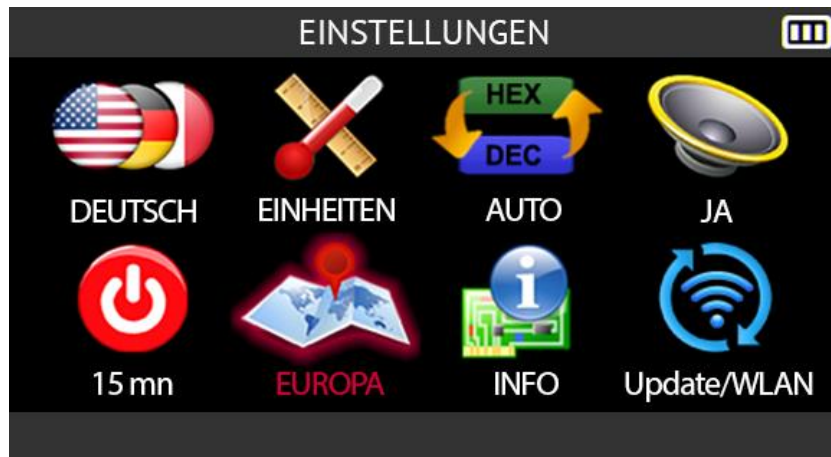 EINSTELLUNGEN
HEX
DEC
DEUTSCH EINHEITEN AUTO JA
15 mn EUROPA INFO Update/WLAN